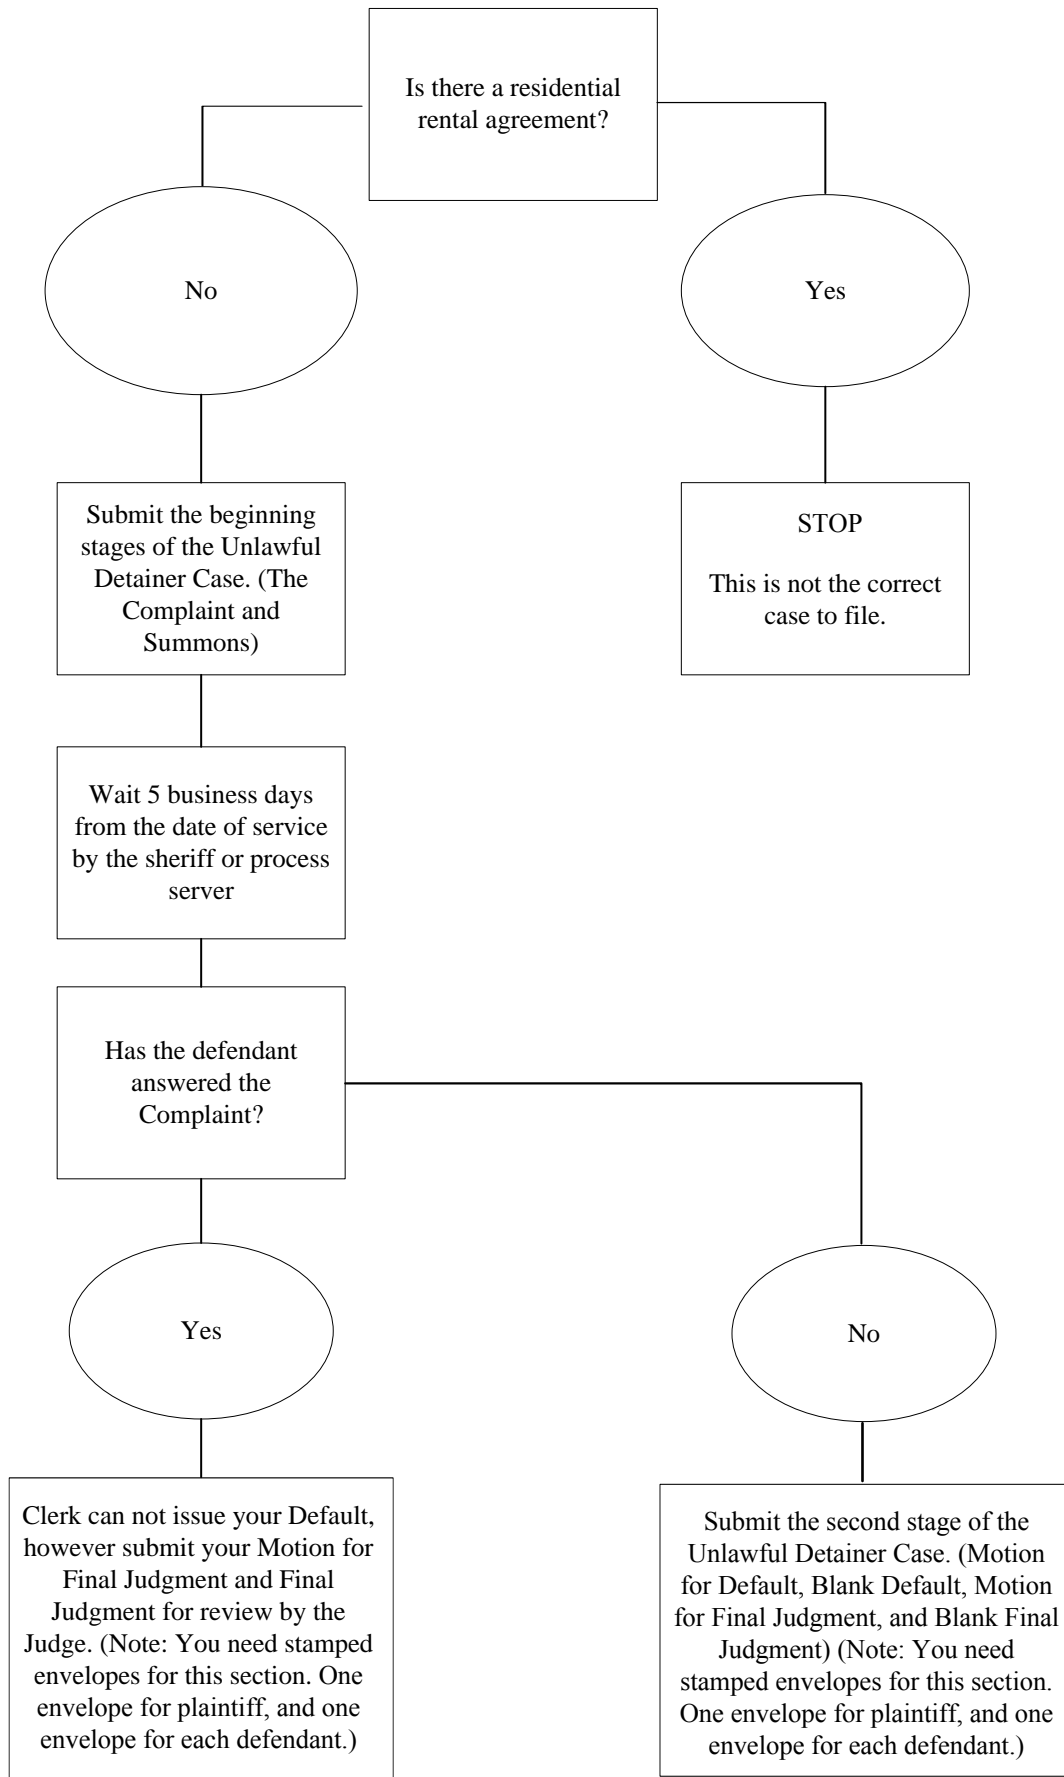 Is there a residential
rental agreement?
No
Yes
Submit the beginning
stages of the Unlawful
Detainer Case. (The
Complaint and
Summons)
STOP
This is not the correct
case to file.
Wait 5 business days
from the date of service
by the sheriff or process
server
Has the defendant
answered the
Complaint?
Yes
No
Clerk can not issue your Default,
however submit your Motion for
Final Judgment and Final
Judgment for review by the
Judge. (Note: You need stamped
envelopes for this section. One
envelope for plaintiff, and one
envelope for each defendant.)
Submit the second stage of the
Unlawful Detainer Case. (Motion
for Default, Blank Default, Motion
for Final Judgment, and Blank Final
Judgment) (Note: You need
stamped envelopes for this section.
One envelope for plaintiff, and one
envelope for each defendant.)